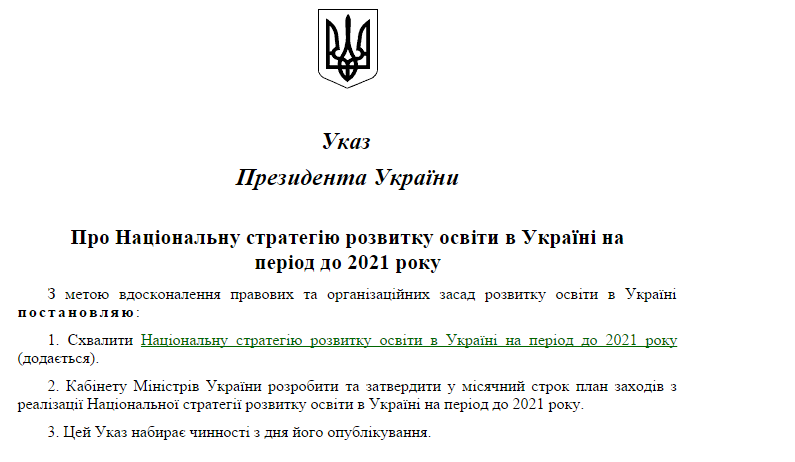 Указ
Президента України
Про Національну стратегію розвитку освіти в Україні на
період до 2021 року
З метою вдосконалення правових та організаційних засад розвитку освіти в Україні
постановляю:
1. Схвалити Національну стратегію розвитку освіти в Україні на період до 2021 року
(додається).
2. Кабінету Міністрів України розробити та затвердити у місячний строк план заходів з
реалізації Національної стратегії розвитку освіти в Україні на період до 2021 року.
3. Цей Указ набирає чинності з дня його опублікування.